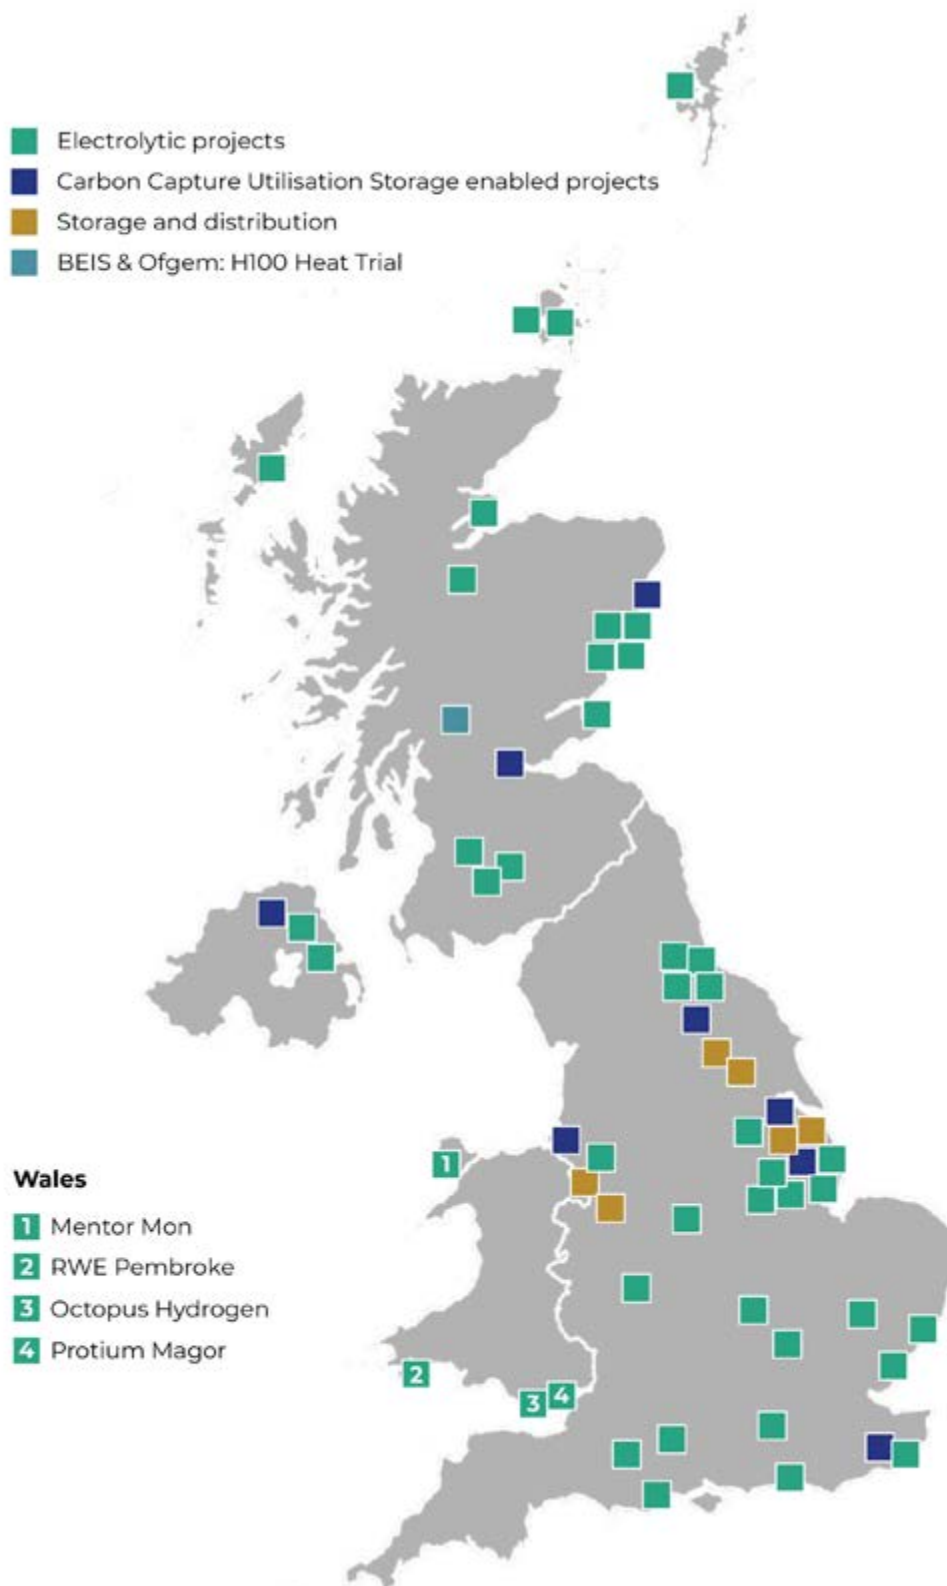 Electrolytic projects
Carbon Capture Utilisation Storage enabled projects
Storage and distribution
BEIS & Ofgem: H100 Heat Trial
1
Wales
1 Mentor Mon
2 RWE Pembroke
3 Octopus Hydrogen
4 Protium Magor
2
3 4